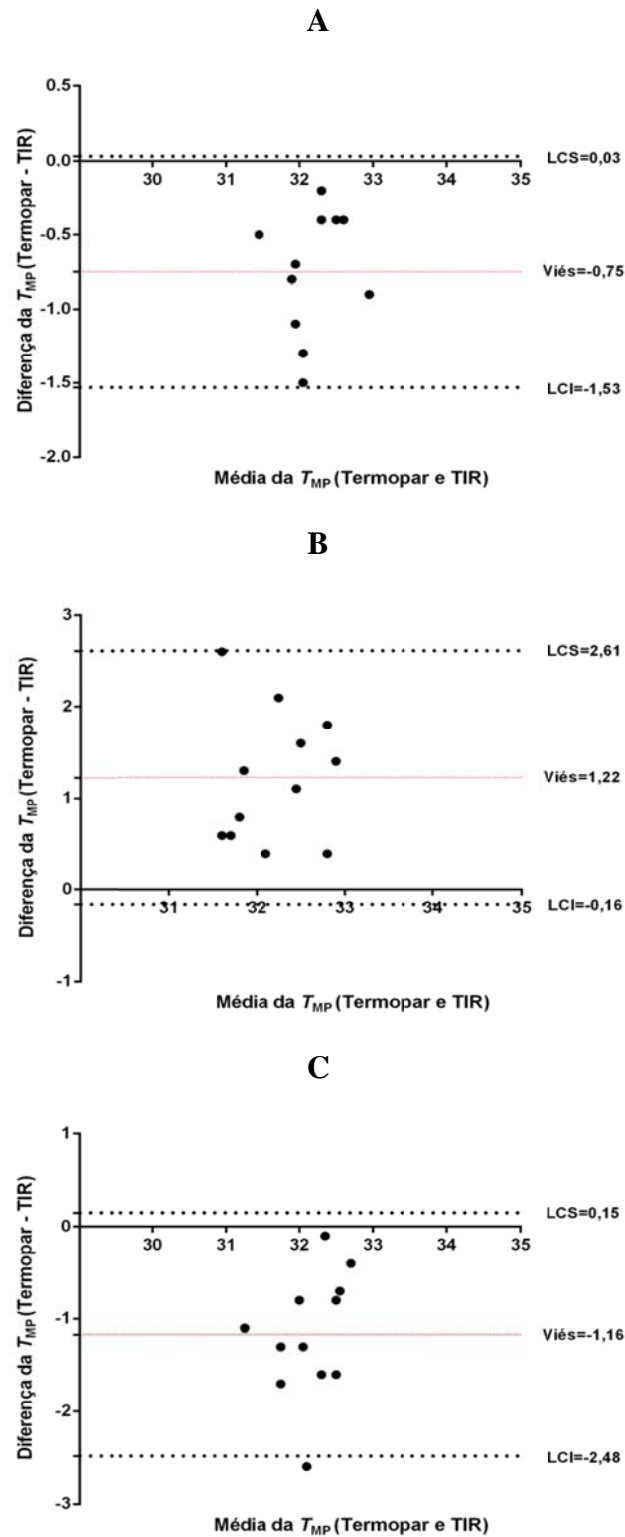 A
Diferença da TMP (Termopar - TIR)
0.5
0.0
-0.5
-1.0
-1.5
-2.0
30 31 32 33 34 35
LCS=0,03
Viés=-0,75
LCI=-1,53
Média da TMP (Termopar e TIR)
B
Diferença da TMP (Termopar - TIR)
3
2
1
0
-1
31 32 33 34 35
LCS=2,61
Viés=1,22
LCI=-0,16
Média da TMP (Termopar e TIR)
C
Diferença da TMP (Termopar - TIR)
1
0
-1
-2
-3
30 31 32 33 34 35
LCS=0,15
Viés=-1,16
LCI=-2,48
Média da TMP (Termopar e TIR)